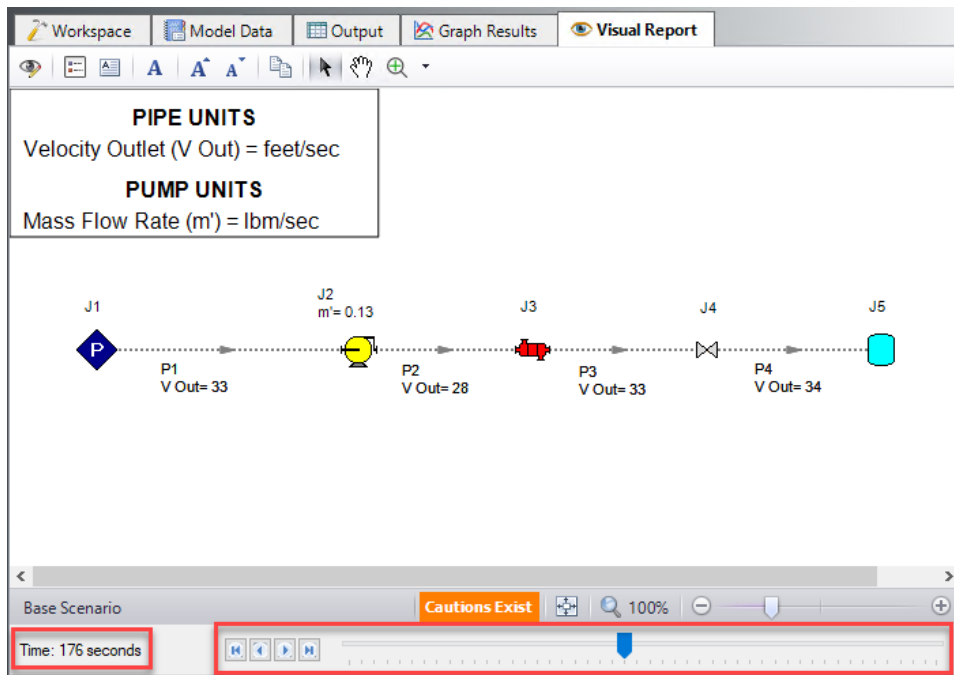 Workspace Model Data Output Graph Results Visual Report
A A A
PIPE UNITS
Velocity Outlet (V Out) = feet/sec
PUMP UNITS
Mass Flow Rate (m') = lbm/sec
J1
J2
m'= 0.13
J3
J4
J5
P
P1
V Out= 33
P2
V Out= 28
P3
V Out= 33
P4
V Out= 34
Base Scenario Cautions Exist 100%
Time: 176 seconds